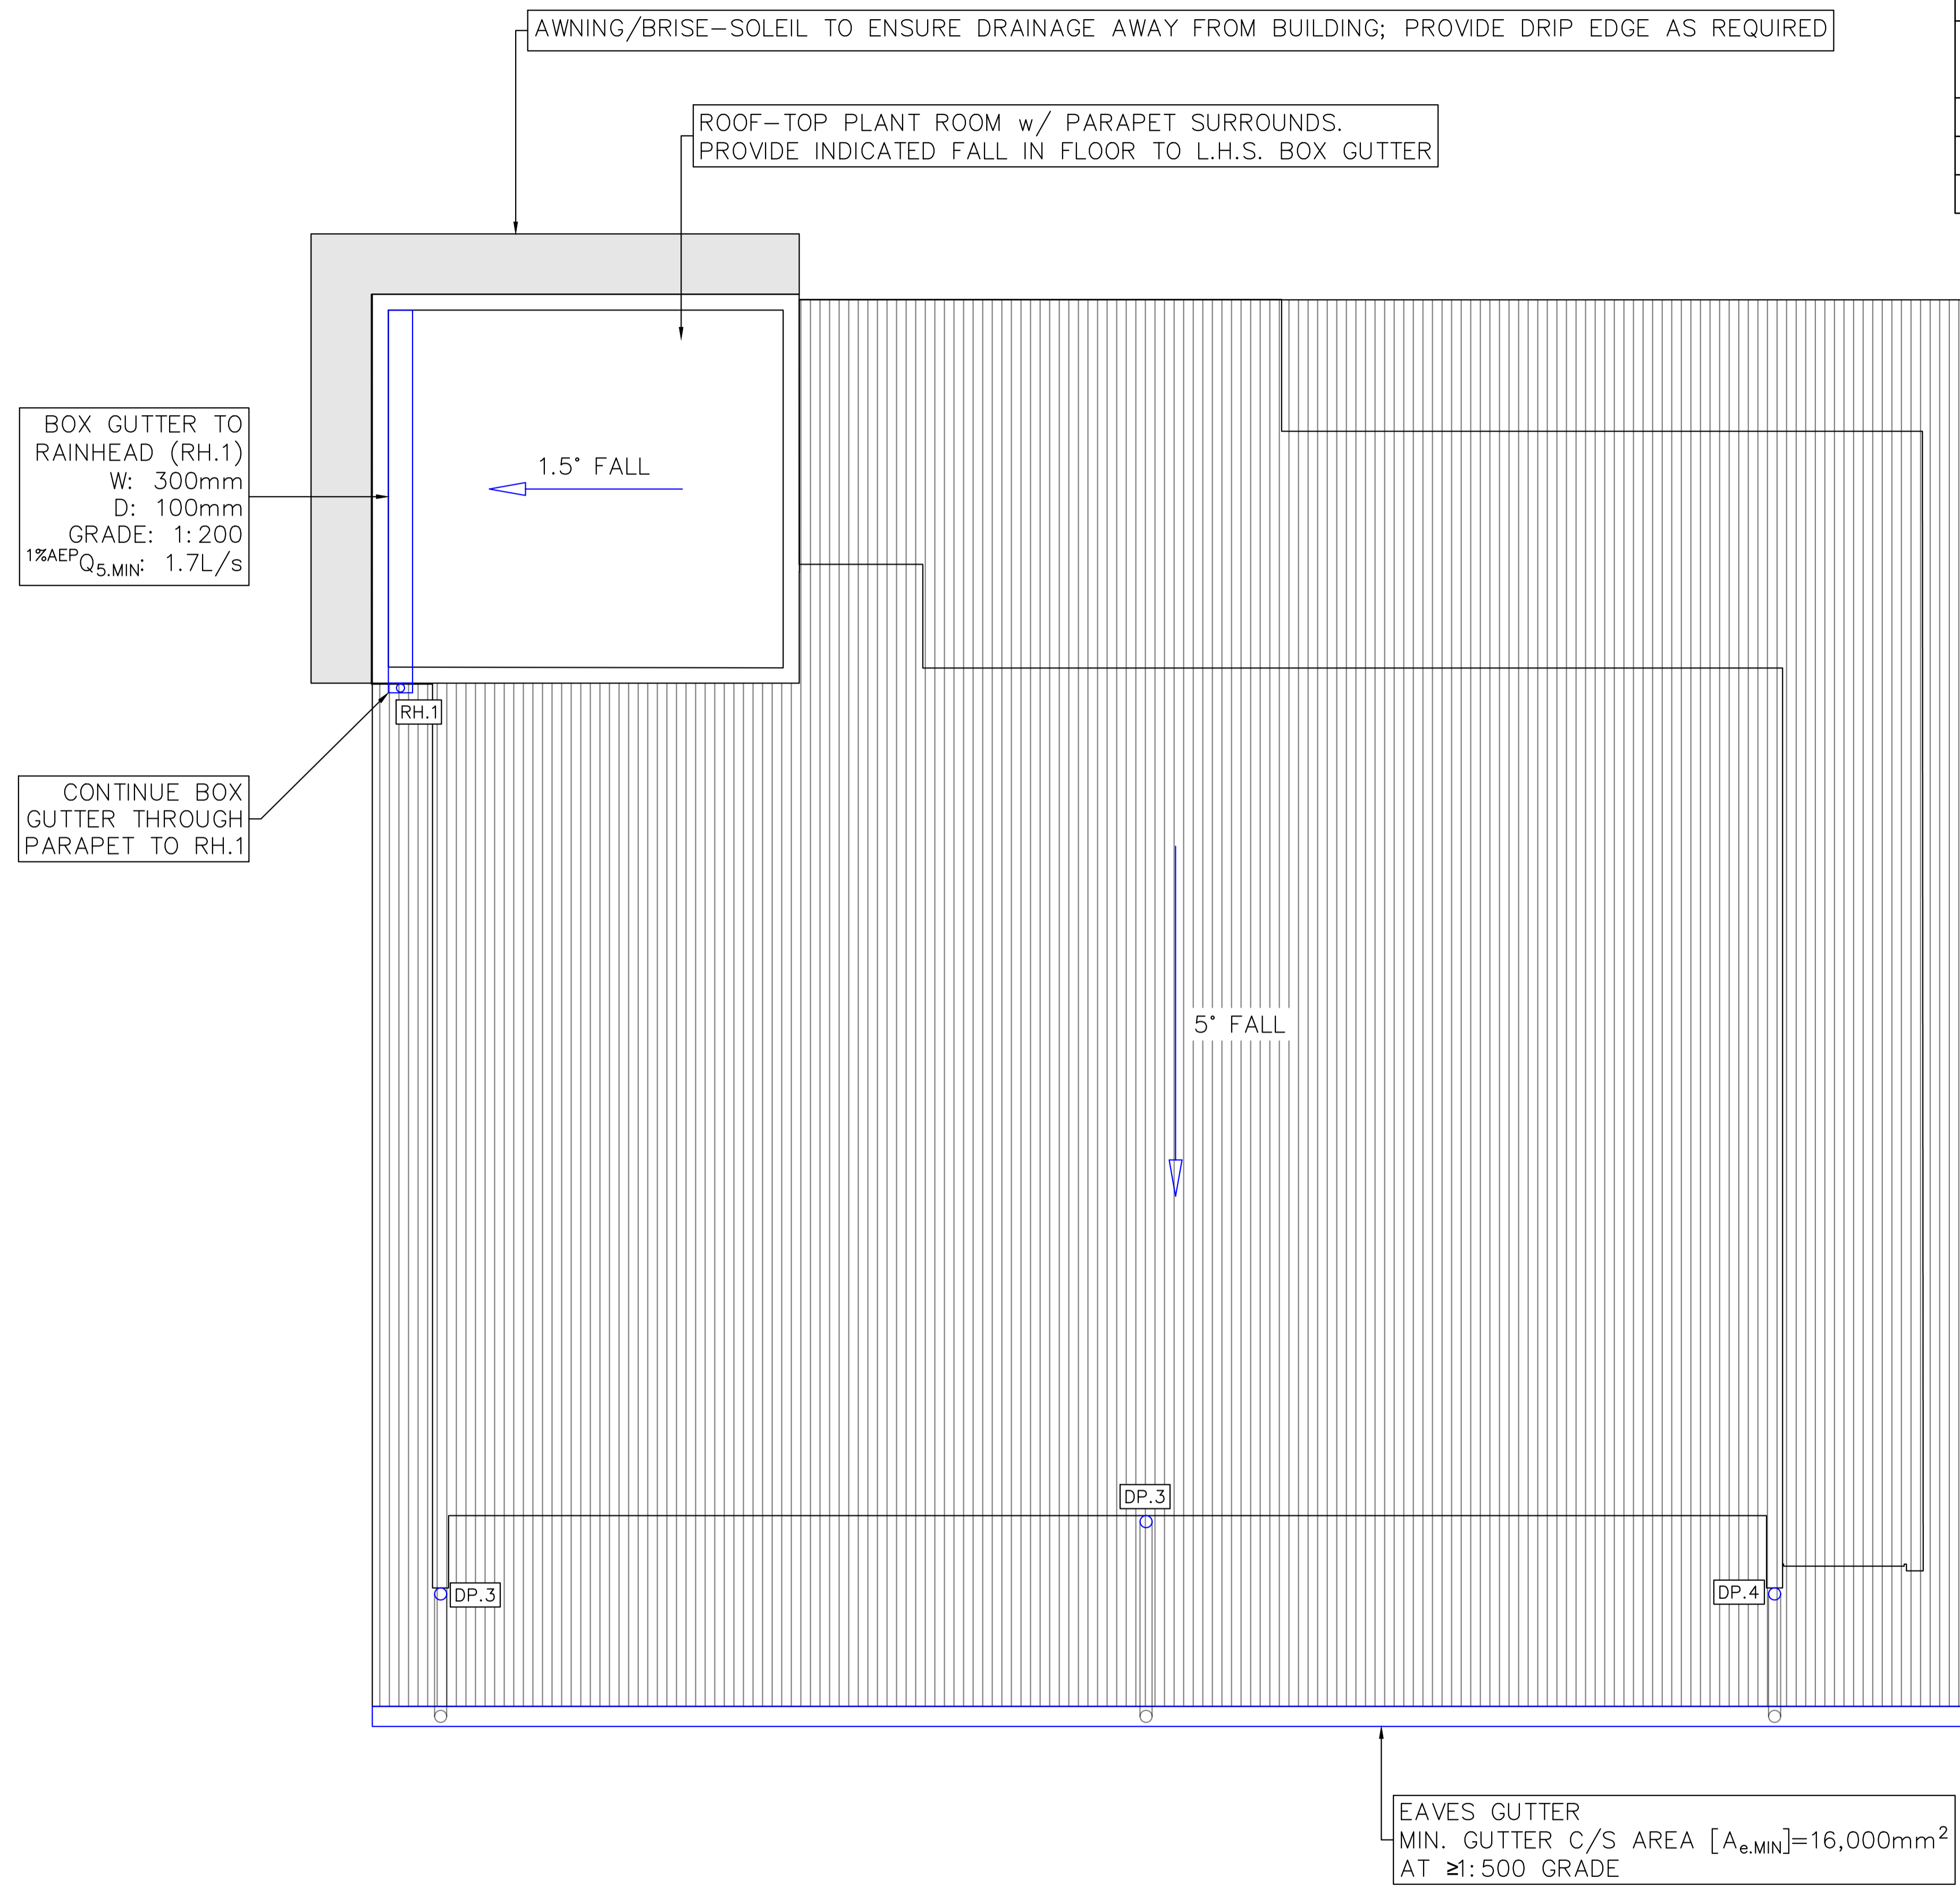 AWNING/BRISE-SOLEIL TO ENSURE DRAINAGE AWAY FROM BUILDING; PROVIDE DRIP EDGE AS REQUIRED
ROOF-TOP PLANT ROOM w/ PARAPET SURROUNDS.
PROVIDE INDICATED FALL IN FLOOR TO L.H.S. BOX GUTTER
BOX GUTTER TO
RAINHEAD (RH.1)
W: 300mm
D: 100mm
GRADE: 1:200
1%AEPQ5.MIN: 1.7L/s
1.5° FALL
RH.1
CONTINUE BOX
GUTTER THROUGH
PARAPET TO RH.1
5° FALL
DP.3
DP.3
DP.4
EAVES GUTTER
MIN. GUTTER C/S AREA [Ae.MIN]=16,000mm²
AT ≥1:500 GRADE